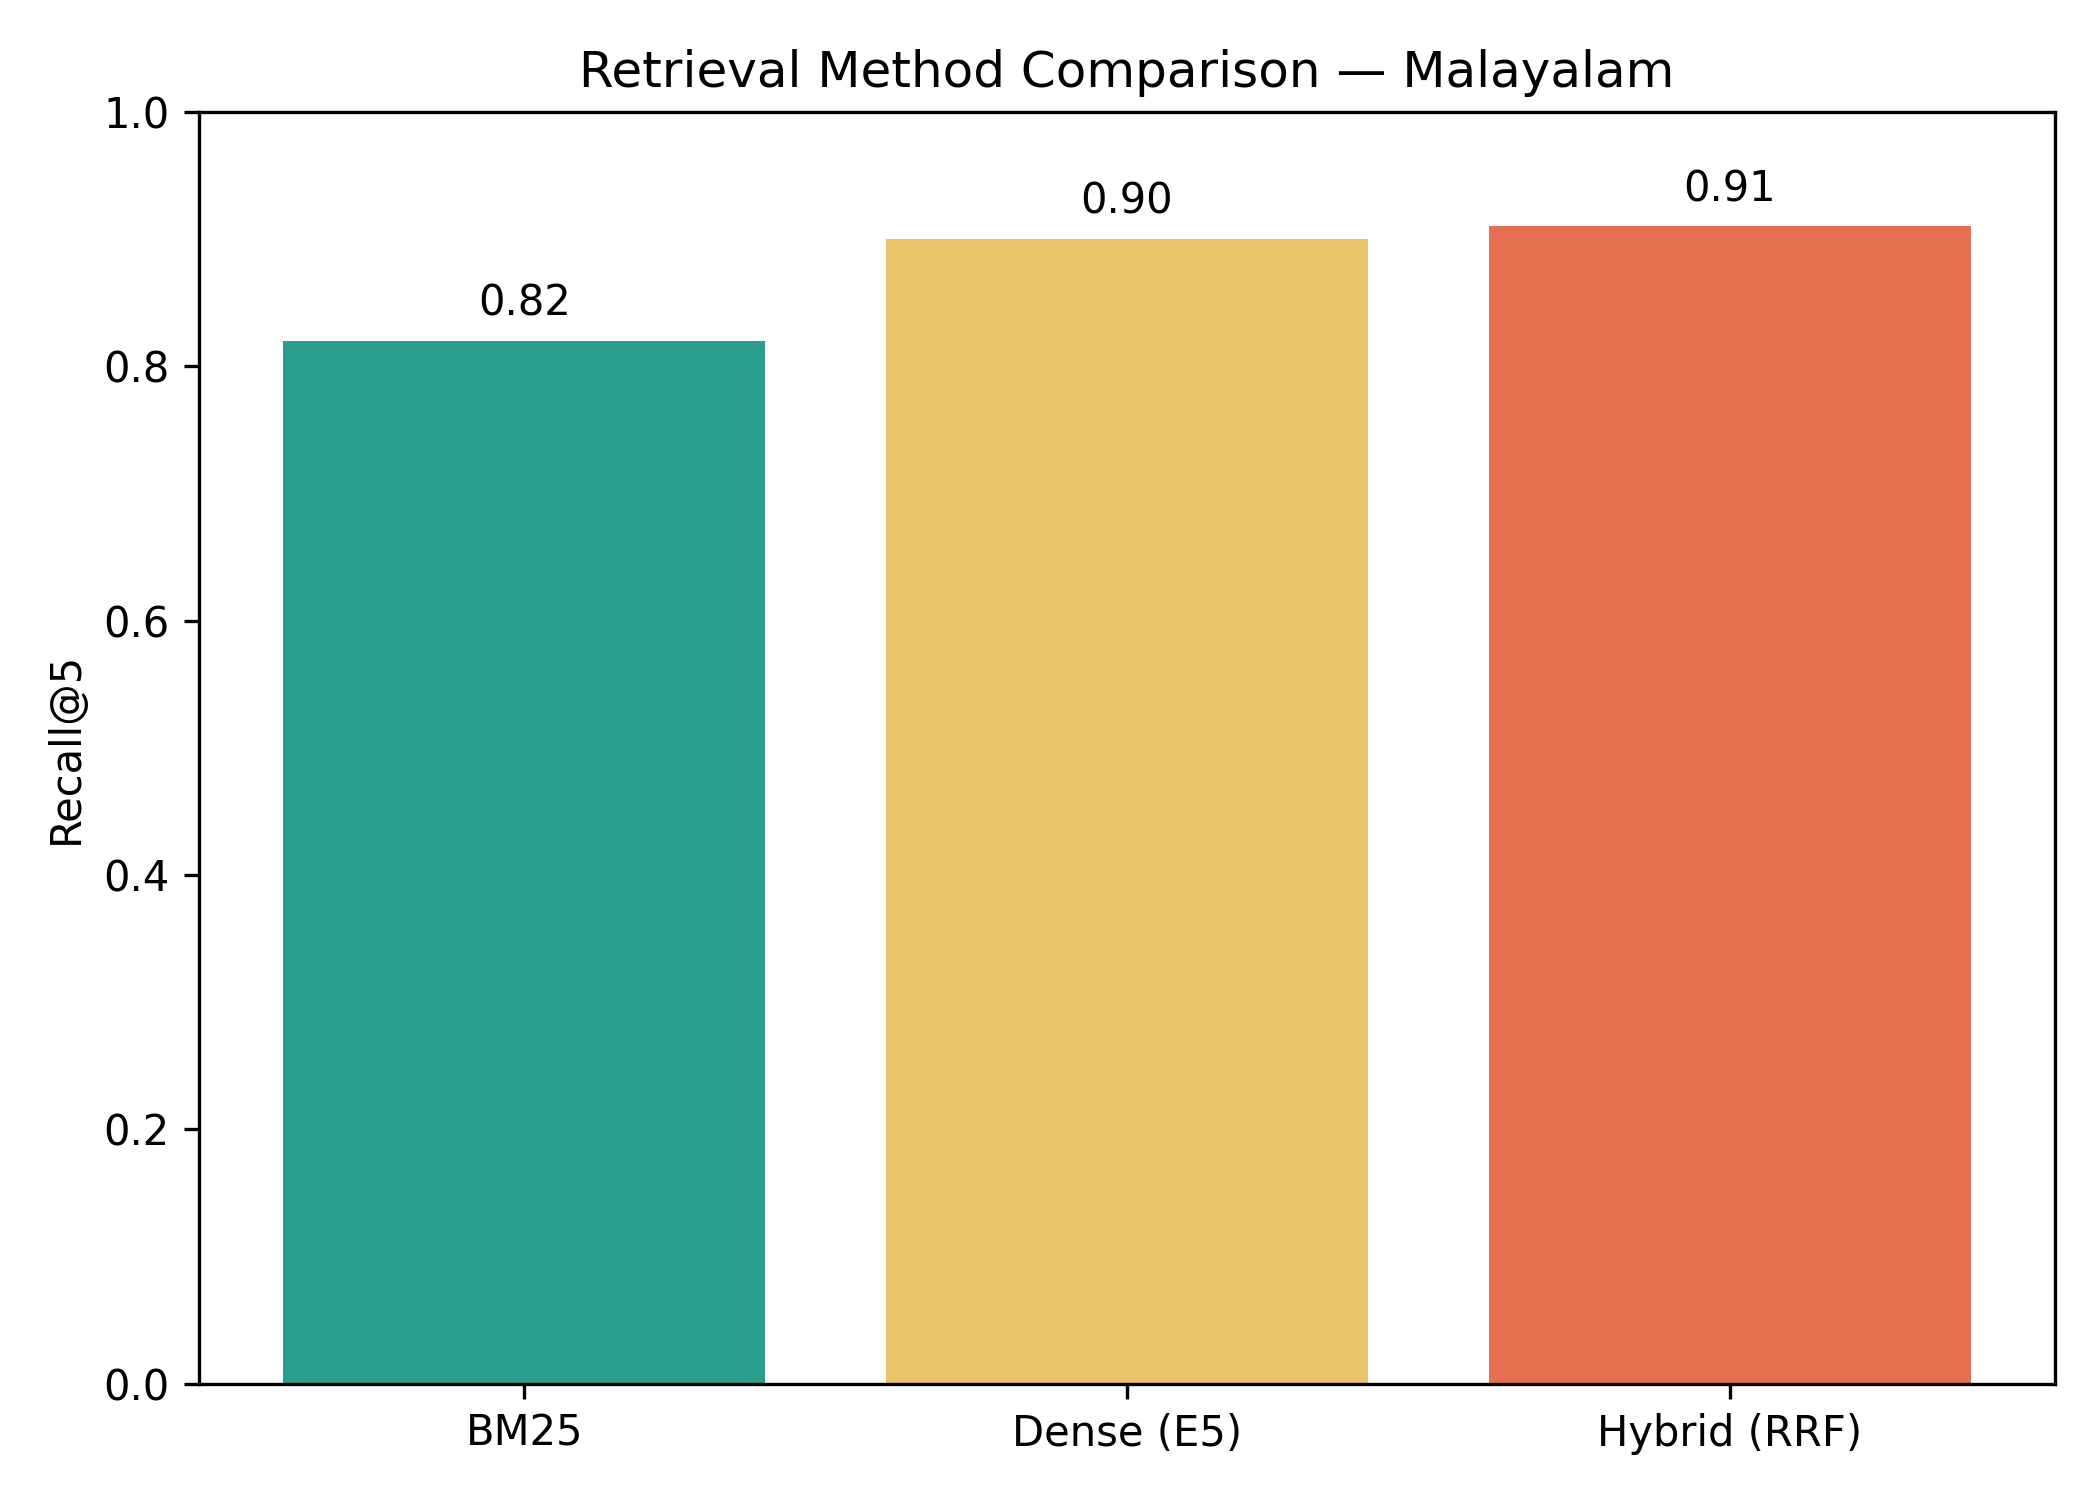 Retrieval Method Comparison — Malayalam
1.0
0.8
0.6
0.4
0.2
0.0
Recall@5
0.82
0.90
0.91
BM25
Dense (E5)
Hybrid (RRF)